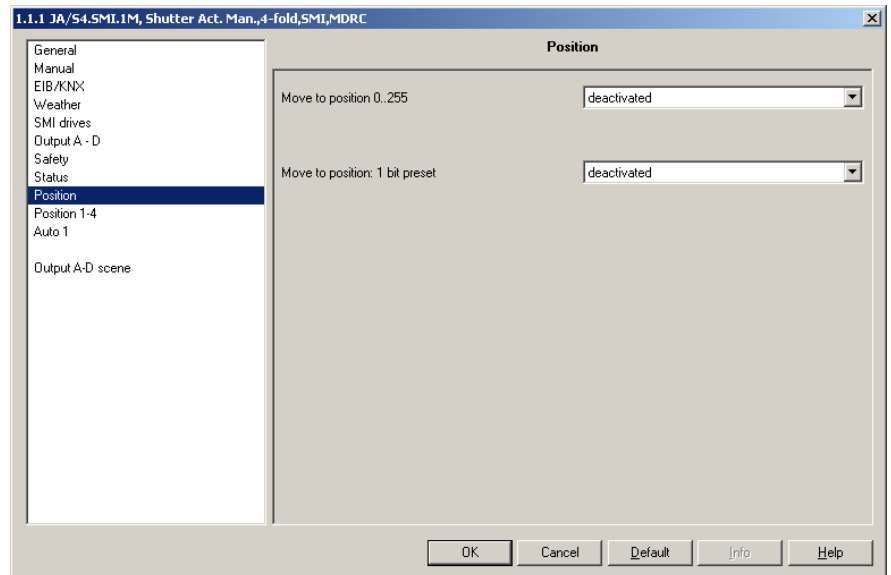 1.1.1 JA/S4.SMI.1M, Shutter Act. Man.,4-fold,SMI,MDRC
General
Manual
EIB/KNX
Weather
SMI drives
Output A - D
Safety
Status
Position
Position 1-4
Auto 1
Output A-D scene
Position
Move to position 0..255 deactivated
Move to position: 1 bit preset deactivated
OK Cancel Default Info Help